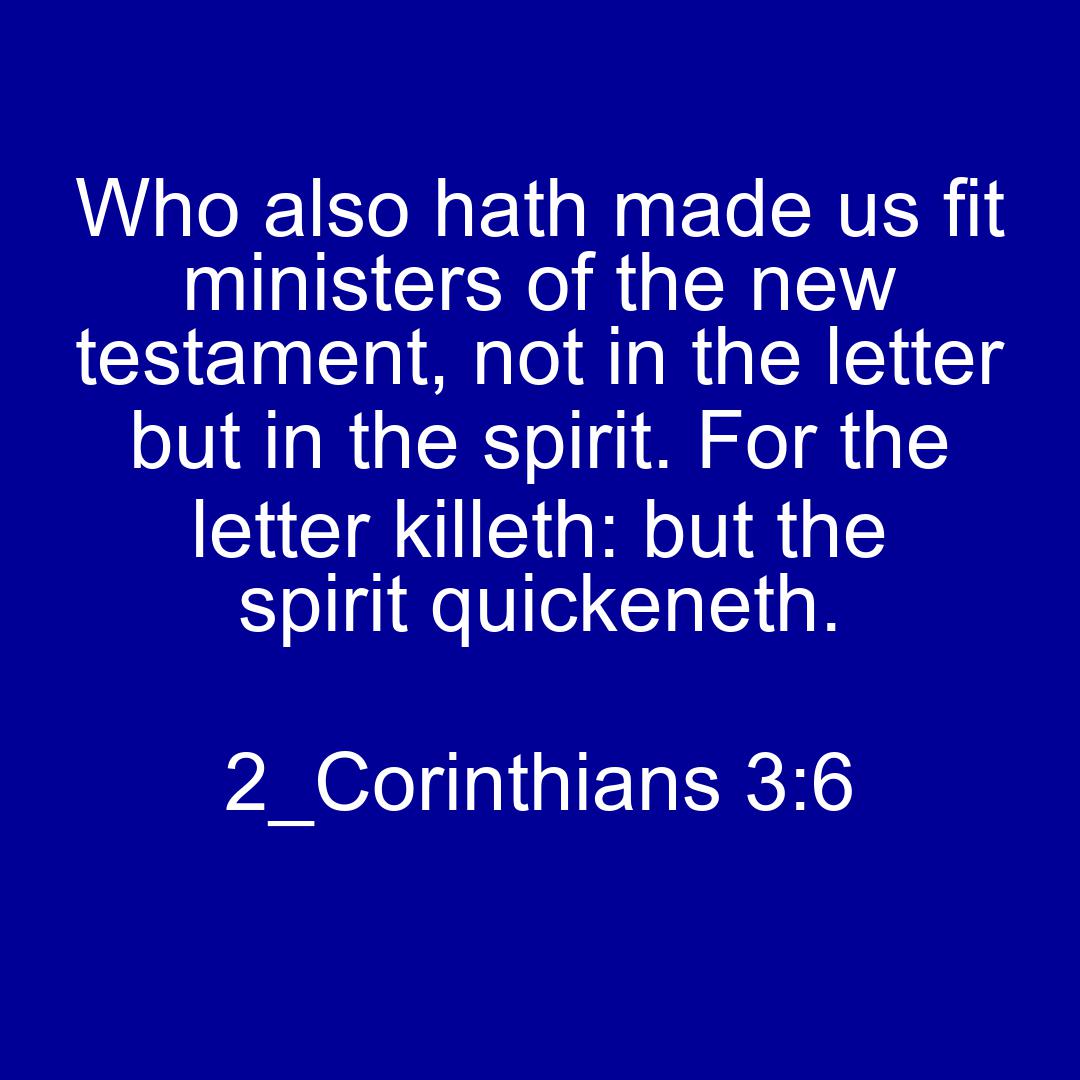 Who also hath made us fit
ministers of the new
testament, not in the letter
but in the spirit. For the
letter killeth: but the
spirit quickeneth.
2_Corinthians 3:6